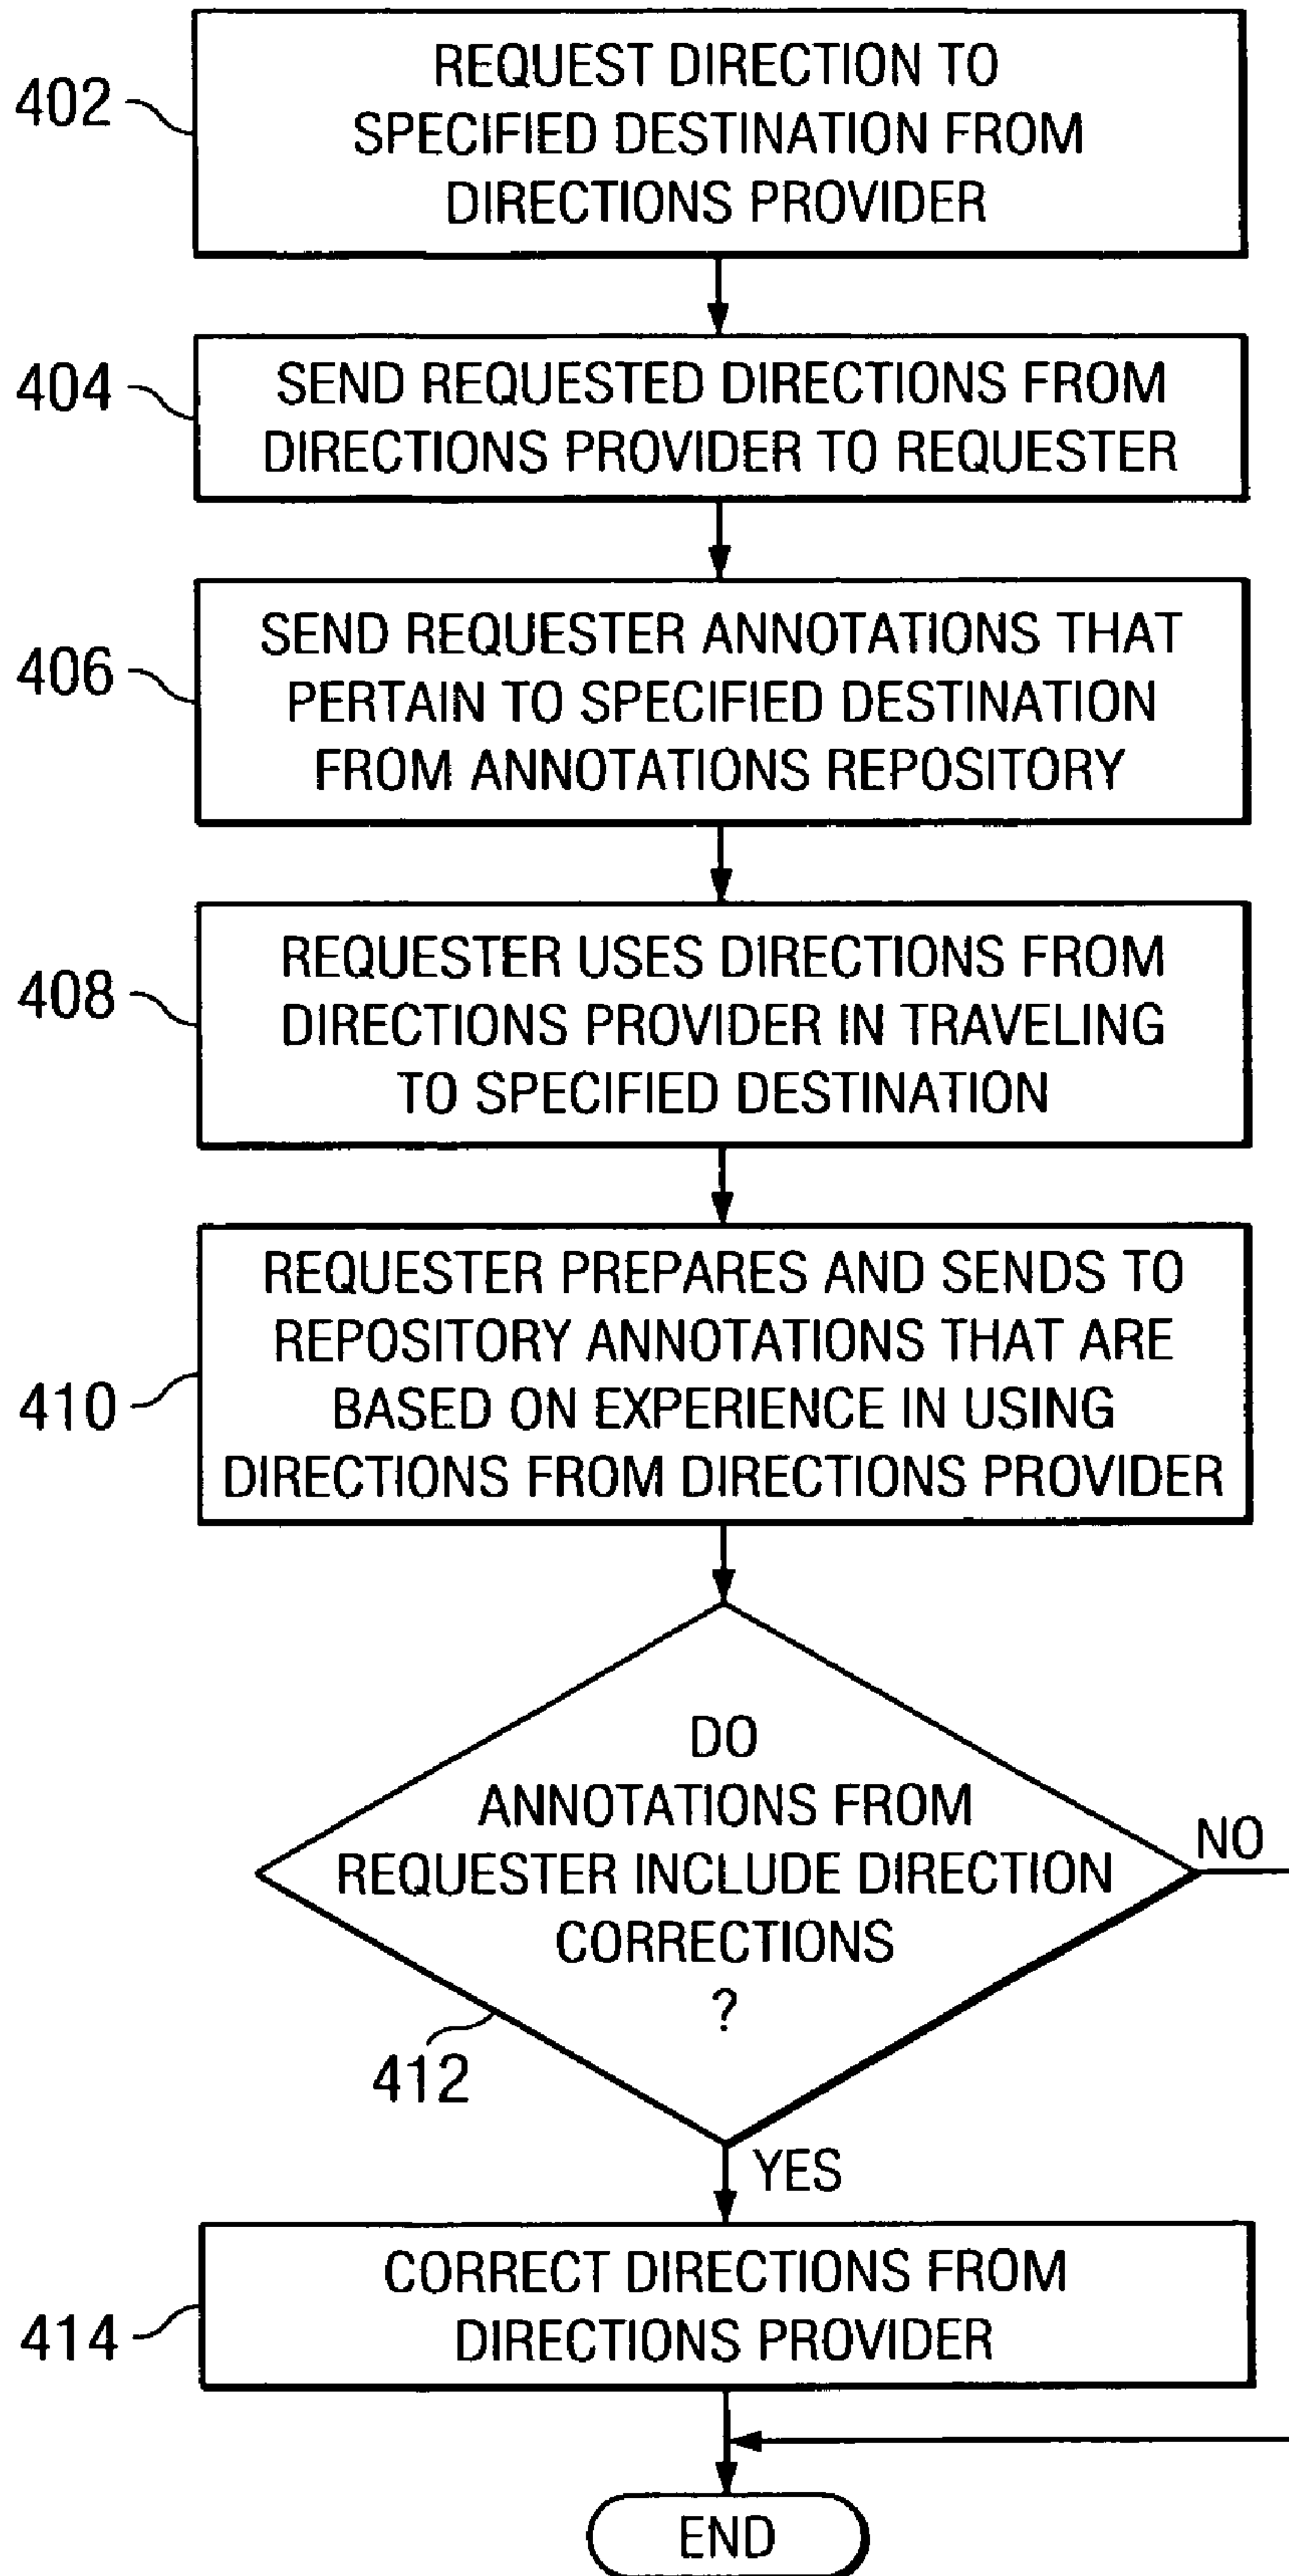 402
REQUEST DIRECTION TO
SPECIFIED DESTINATION FROM
DIRECTIONS PROVIDER
404
SEND REQUESTED DIRECTIONS FROM
DIRECTIONS PROVIDER TO REQUESTER
406
SEND REQUESTER ANNOTATIONS THAT
PERTAIN TO SPECIFIED DESTINATION
FROM ANNOTATIONS REPOSITORY
408
REQUESTER USES DIRECTIONS FROM
DIRECTIONS PROVIDER IN TRAVELING
TO SPECIFIED DESTINATION
410
REQUESTER PREPARES AND SENDS TO
REPOSITORY ANNOTATIONS THAT ARE
BASED ON EXPERIENCE IN USING
DIRECTIONS FROM DIRECTIONS PROVIDER
DO
ANNOTATIONS FROM
REQUESTER INCLUDE DIRECTION
CORRECTIONS
?
NO
412
YES
414
CORRECT DIRECTIONS FROM
DIRECTIONS PROVIDER
END